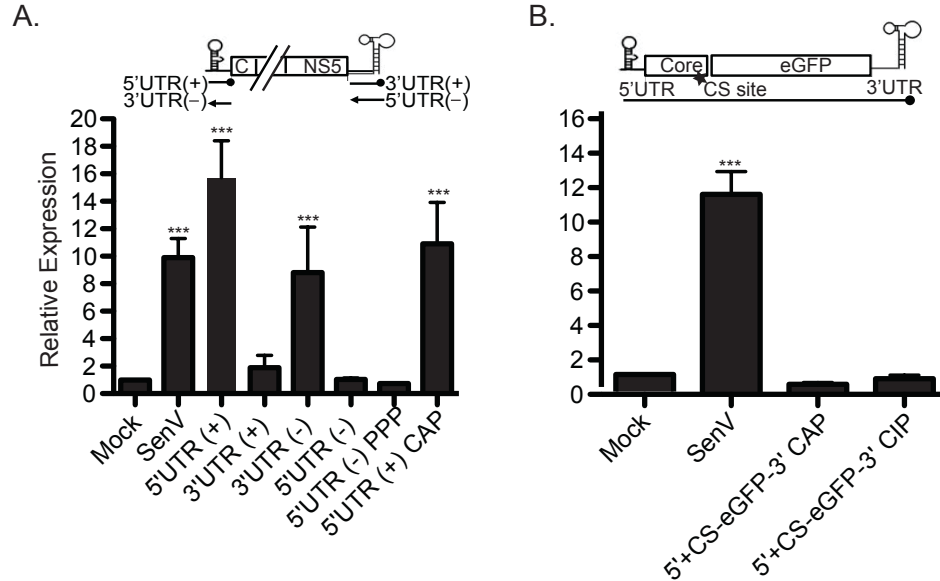 A.
C
NS5
5'UTR(+)
3'UTR(+)
3'UTR(−)
5'UTR(−)
Relative Expression
20
18
16
14
12
10
8
6
4
2
0
***
***
***
***
Mock
SenV
5'UTR (+)
3'UTR (+)
3'UTR (-)
5'UTR (-)
5'UTR (-) PPP
5'UTR (+) CAP
B.
Core
eGFP
5'UTR
CS site
3'UTR
16
14
12
10
8
6
4
2
0
***
Mock
SenV
5'+CS-eGFP-3' CAP
5'+CS-eGFP-3' CIP